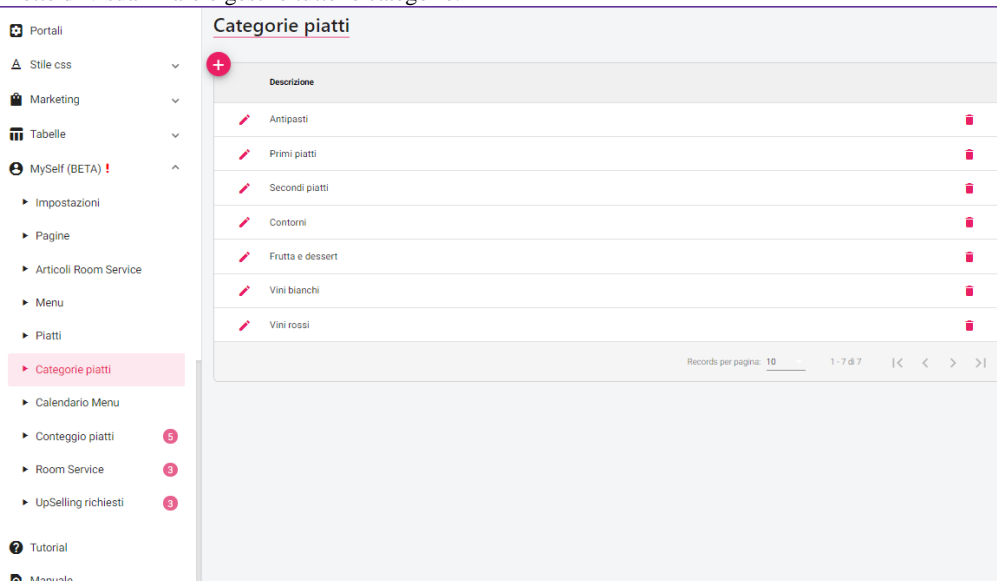 Categorie piatti
Portali
Stile css
Marketing
Tabelle
MySelf (BETA) !
Impostazioni
Pagine
Articoli Room Service
Menu
Piatti
Categorie piatti
Calendario Menu
Conteggio piatti 5
Room Service 3
UpSelling richiesti 3
Tutorial
Manuale
Descrizione
Antipasti
Primi piatti
Secondi piatti
Contorni
Frutta e dessert
Vini bianchi
Vini rossi
Records per pagina: 10 1 - 7 di 7